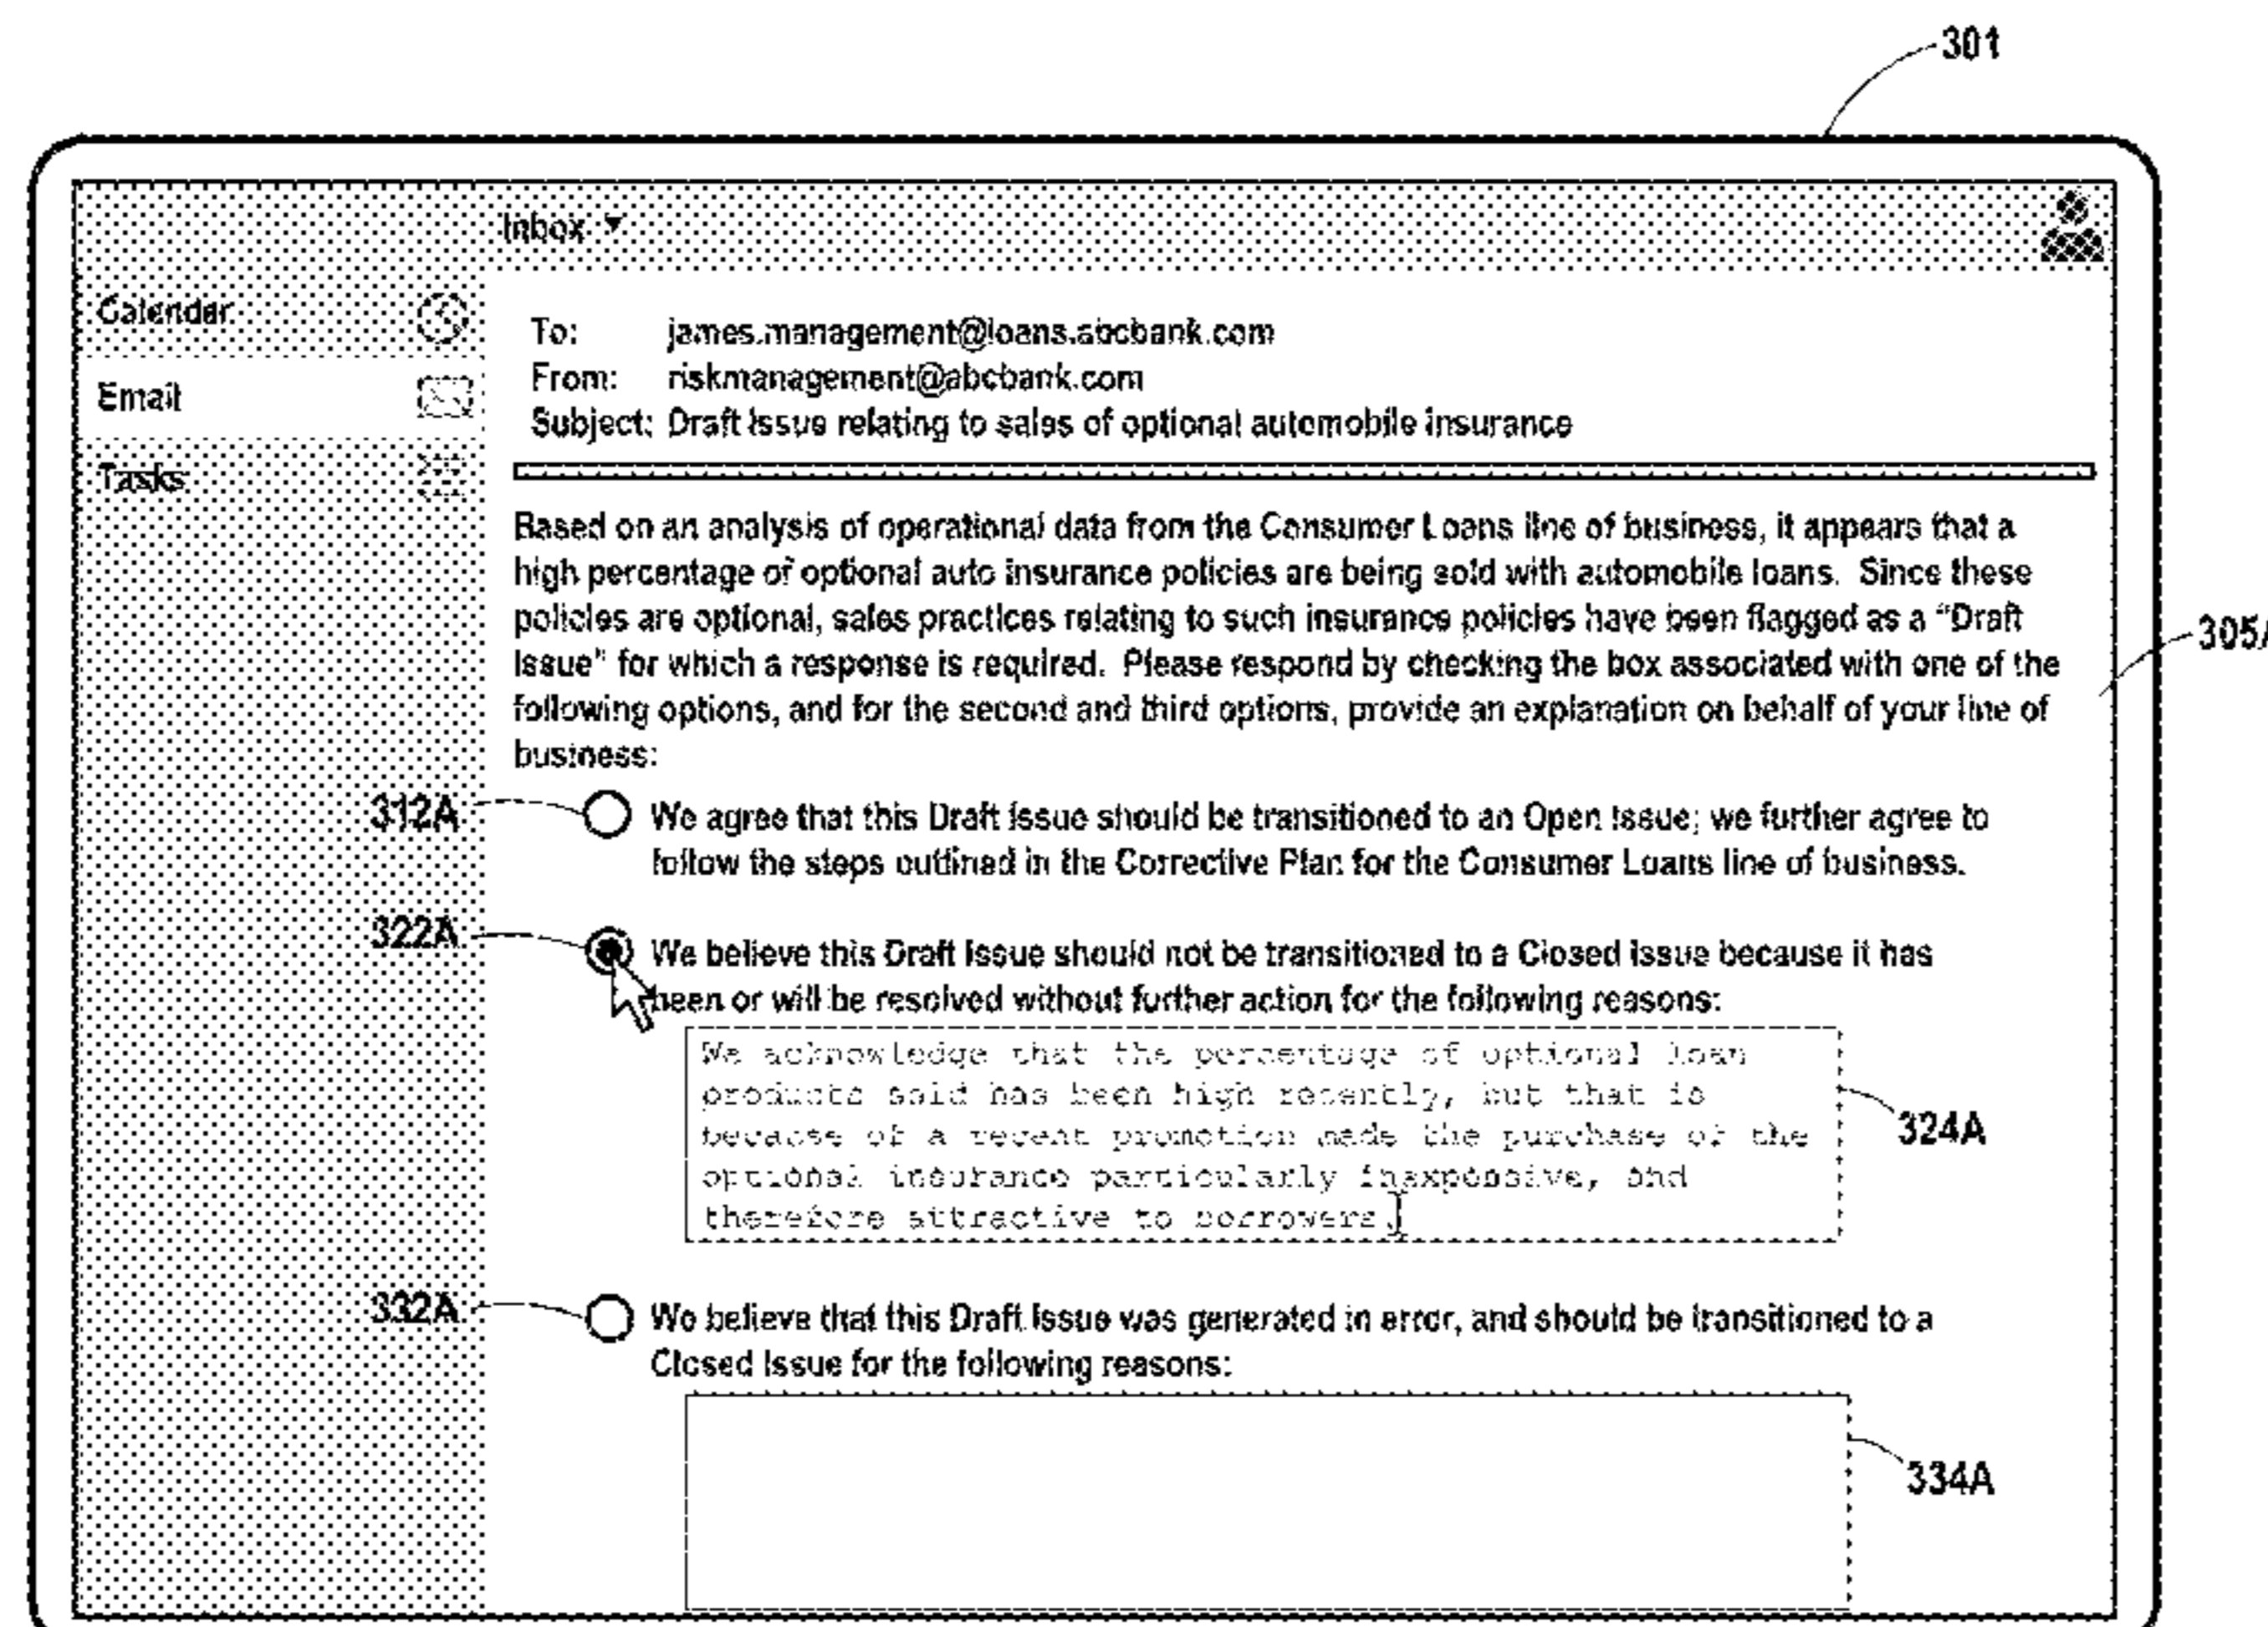 301
Inbox ▼
Calendar
To: james.management@loans.abcbank.com
From: riskmanagement@abcbank.com
Email
Subject: Draft Issue relating to sales of optional automobile insurance
Tasks
Based on an analysis of operational data from the Consumer Loans line of business, it appears that a
high percentage of optional auto insurance policies are being sold with automobile loans. Since these
policies are optional, sales practices relating to such insurance policies have been flagged as a "Draft
Issue" for which a response is required. Please respond by checking the box associated with one of the
following options, and for the second and third options, provide an explanation on behalf of your line of
business:
305A
312A
We agree that this Draft Issue should be transitioned to an Open Issue; we further agree to
follow the steps outlined in the Corrective Plan for the Consumer Loans line of business.
322A
We believe this Draft Issue should not be transitioned to a Closed Issue because it has
been or will be resolved without further action for the following reasons:
We acknowledge that the percentage of optional loan
products sold has been high recently, but that is
because of a recent promotion made the purchase of the
optional insurance particularly inexpensive, and
therefore attractive to borrowers.
324A
332A
We believe that this Draft Issue was generated in error, and should be transitioned to a
Closed Issue for the following reasons:
334A